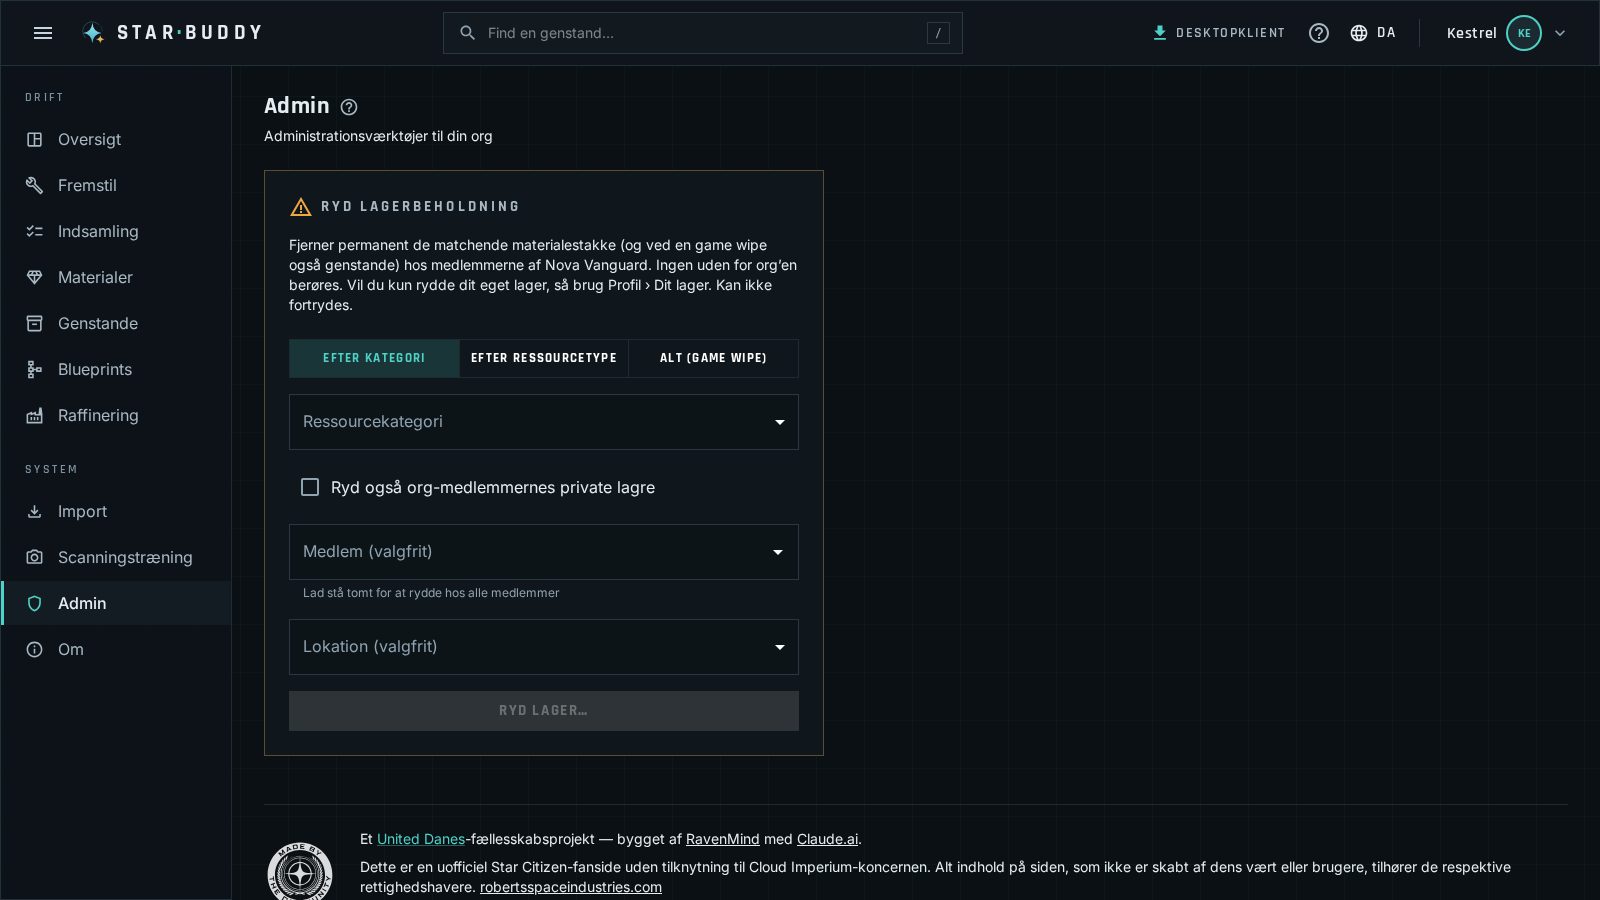 STAR·BUDDY
Find en genstand...
/
DESKTOPKLIENT
DA
Kestrel
KE
DRIFT
Oversigt
Fremstil
Indsamling
Materialer
Genstande
Blueprints
Raffinering
SYSTEM
Import
Scanningstræning
Admin
Om
Admin
Administrationsværktøjer til din org
RYD LAGERBEHOLDNING
Fjerner permanent de matchende materialestakke (og ved en game wipe
også genstande) hos medlemmerne af Nova Vanguard. Ingen uden for org’en
berøres. Vil du kun rydde dit eget lager, så brug Profil › Dit lager. Kan ikke
fortrydes.
EFTER KATEGORI
EFTER RESSOURCETYPE
ALT (GAME WIPE)
Ressourcekategori
Ryd også org-medlemmernes private lagre
Medlem (valgfrit)
Lad stå tomt for at rydde hos alle medlemmer
Lokation (valgfrit)
RYD LAGER…
Et United Danes-fællesskabsprojekt — bygget af RavenMind med Claude.ai.
Dette er en uofficiel Star Citizen-fanside uden tilknytning til Cloud Imperium-koncernen. Alt indhold på siden, som ikke er skabt af dens vært eller brugere, tilhører de respektive
rettighedshavere. robertsspaceindustries.com
MADE BY